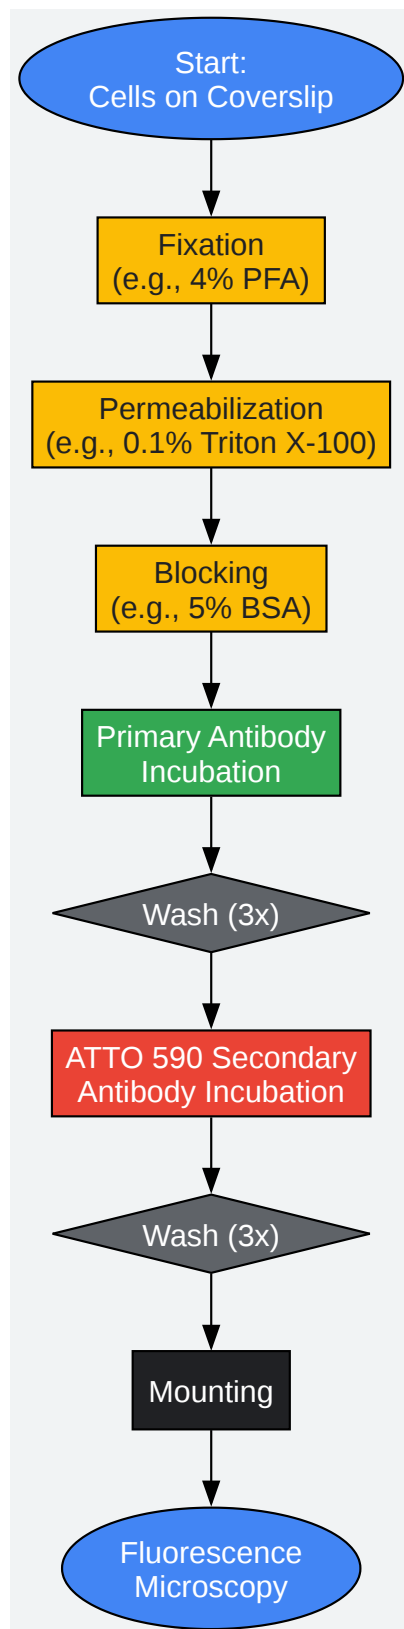 Start:
Cells on Coverslip
Fixation
(e.g., 4% PFA)
Permeabilization
(e.g., 0.1% Triton X-100)
Blocking
(e.g., 5% BSA)
Primary Antibody
Incubation
Wash (3x)
ATTO 590 Secondary
Antibody Incubation
Wash (3x)
Mounting
Fluorescence
Microscopy